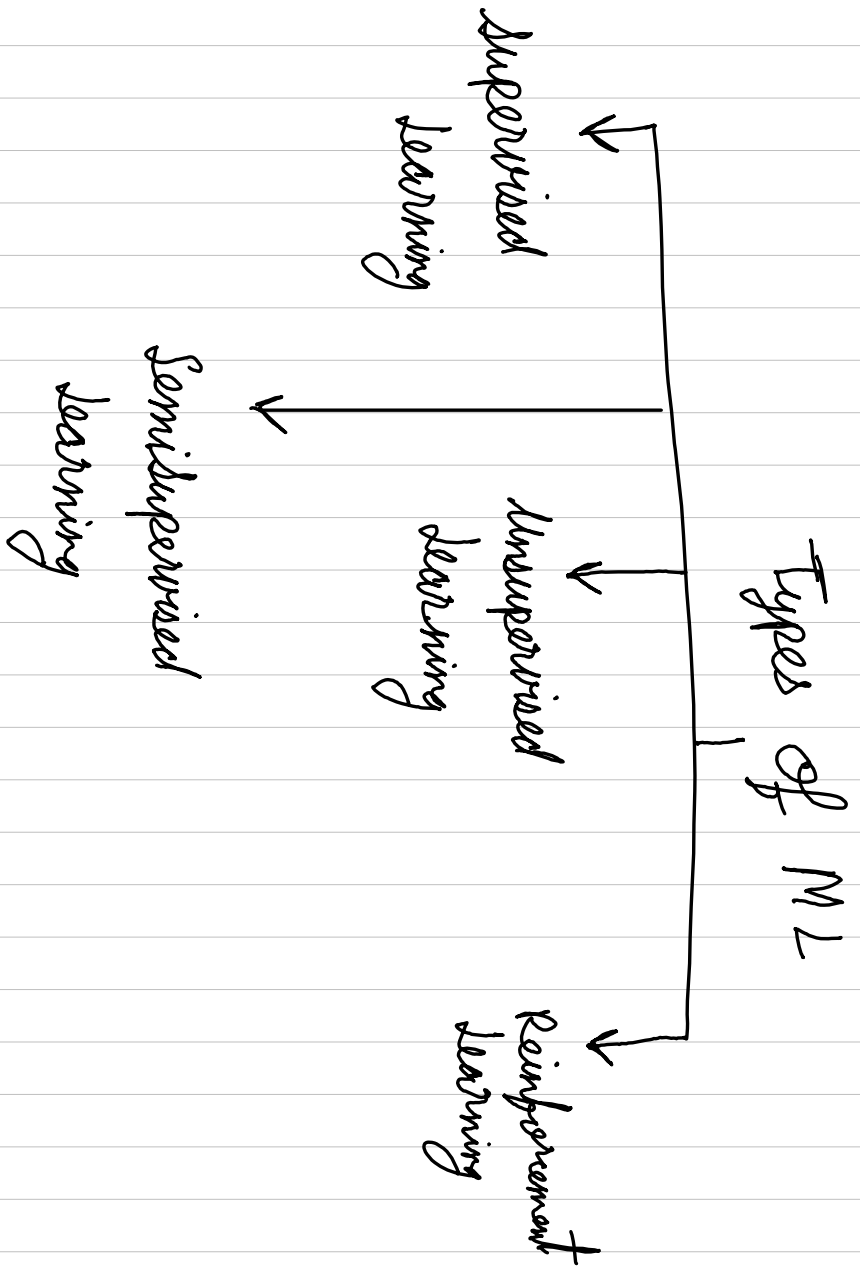 Types Of ML
Supervised
Learning
Semisupervised
Learning
Unsupervised
Learning
Reinforcement
Learning